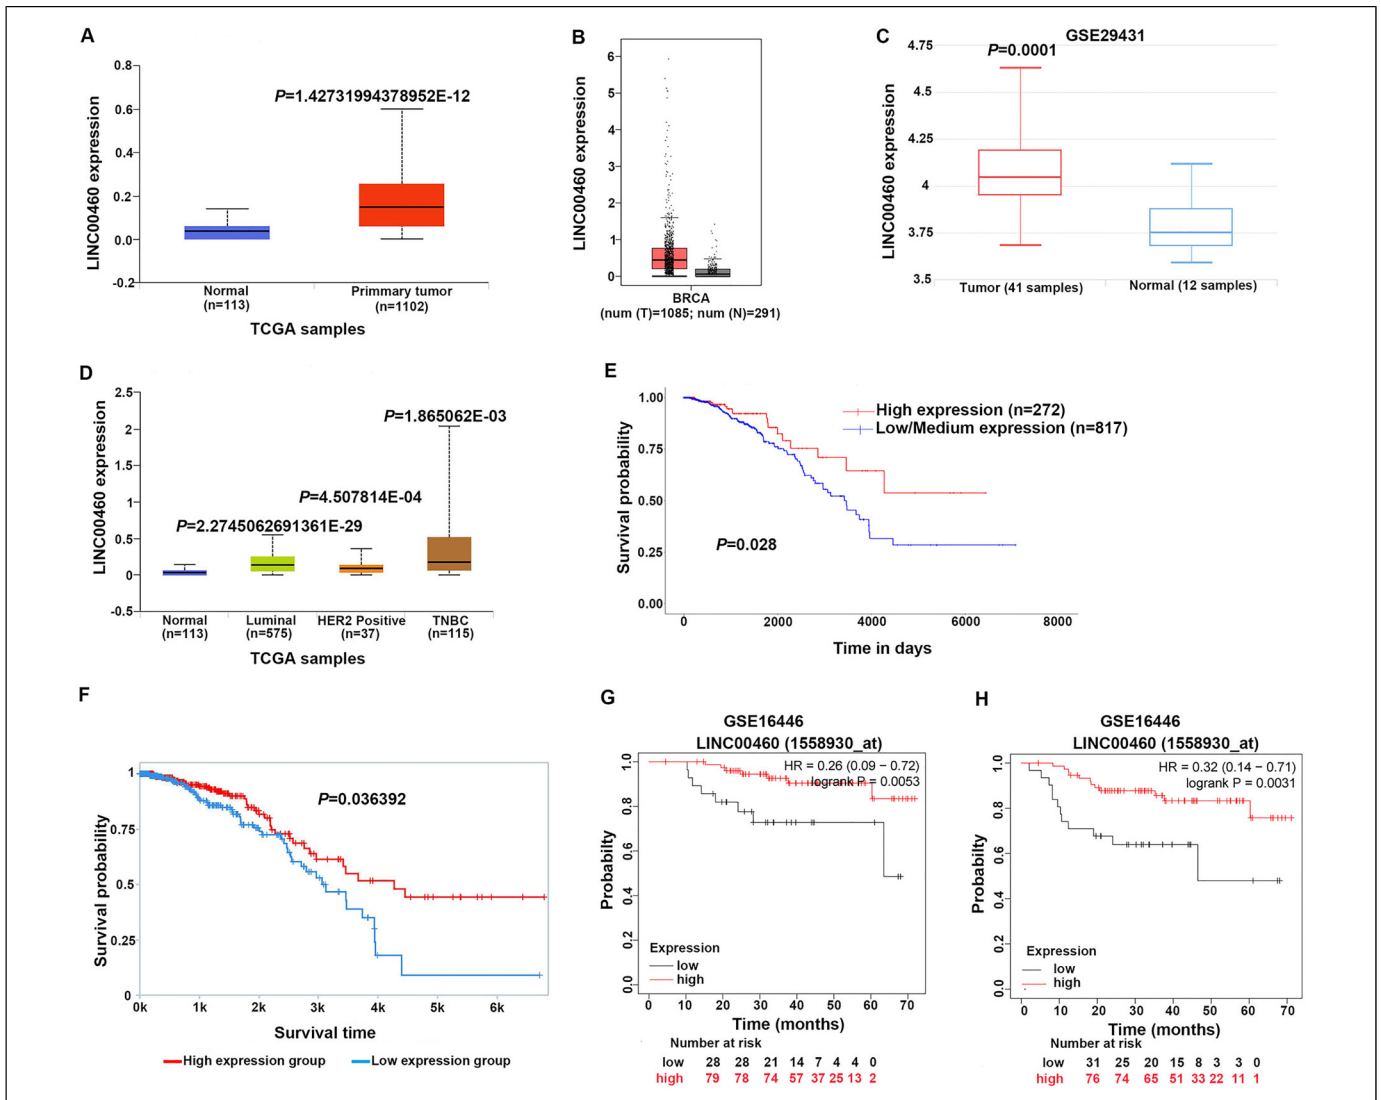 A
0.8
0.6
0.4
0.2
0.0
-0.2
LINC00460 expression
P=1.42731994378952E-12
Normal
(n=113)
Primmary tumor
(n=1102)
TCGA samples
B
6
5
4
3
2
1
0
LINC00460 expression
BRCA
(num (T)=1085; num (N)=291)
C
GSE29431
P=0.0001
4.75
4.5
4.25
4
3.75
3.5
LINC00460 expression
Tumor (41 samples)
Normal (12 samples)
D
2.5
2
1.5
1
0.5
0
-0.5
LINC00460 expression
P=1.865062E-03
P=4.507814E-04
P=2.2745062691361E-29
Normal
(n=113)
Luminal
(n=575)
HER2 Positive
(n=37)
TNBC
(n=115)
TCGA samples
E
1.00
0.75
0.50
0.25
0.00
Survival probability
High expression (n=272)
Low/Medium expression (n=817)
P=0.028
0 2000 4000 6000 8000
Time in days
F
1
0.75
0.5
0.25
0
Survival probability
P=0.036392
0k 1k 2k 3k 4k 5k 6k
Survival time
High expression group
Low expression group
G
GSE16446
LINC00460 (1558930_at)
HR = 0.26 (0.09 − 0.72)
logrank P = 0.0053
1.0
0.8
0.6
0.4
0.2
0.0
Probability
Expression
low
high
0 10 20 30 40 50 60 70
Time (months)
Number at risk
low 28 28 21 14 7 4 4 0
high 79 78 74 57 37 25 13 2
H
GSE16446
LINC00460 (1558930_at)
HR = 0.32 (0.14 − 0.71)
logrank P = 0.0031
1.0
0.8
0.6
0.4
0.2
0.0
Probability
Expression
low
high
0 10 20 30 40 50 60 70
Time (months)
Number at risk
low 31 25 20 15 8 3 3 0
high 76 74 65 51 33 22 11 1